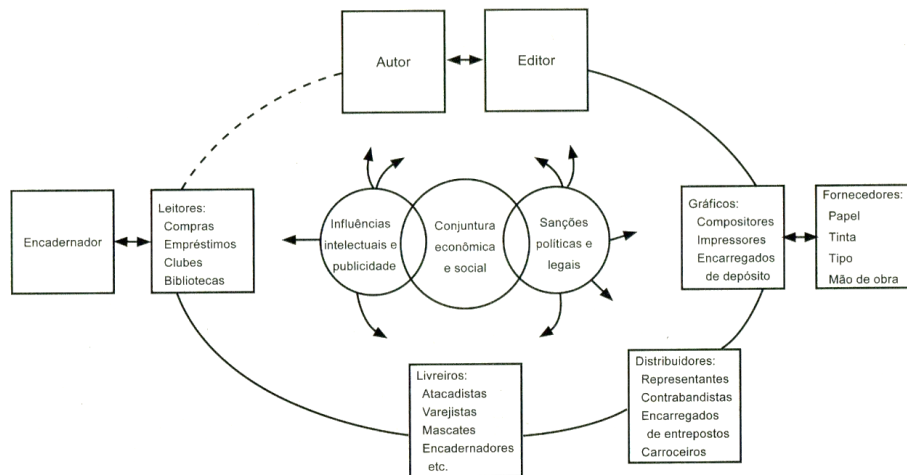 Autor
Editor
Encadernador
Leitores:
Compras
Empréstimos
Clubes
Bibliotecas
Influências
intelectuais e
publicidade
Conjuntura
econômica
e social
Sanções
políticas e
legais
Gráficos:
Compositores
Impressores
Encarregados
de depósito
Fornecedores:
Papel
Tinta
Tipo
Mão de obra
Livreiros:
Atacadistas
Varejistas
Mascates
Encadernadores
etc.
Distribuidores:
Representantes
Contrabandistas
Encarregados
de entrepostos
Carroceiros